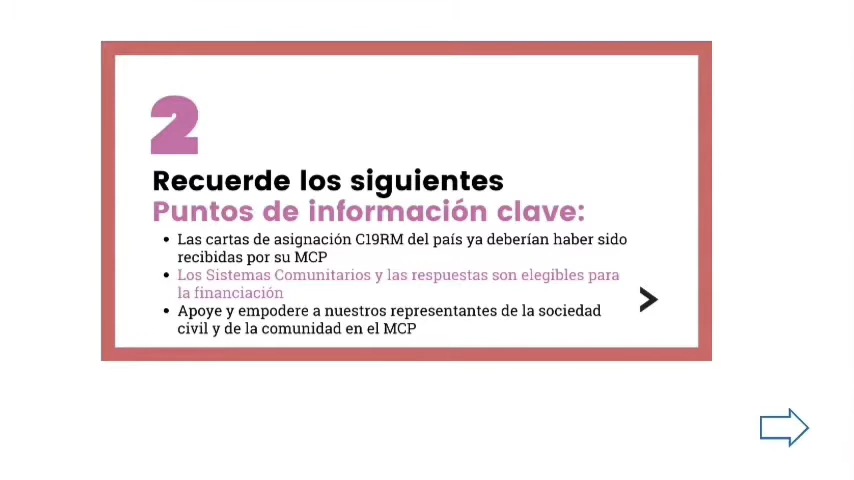 2
Recuerde los siguientes
Puntos de información clave:
• Las cartas de asignación C19RM del país ya deberían haber sido
recibidas por su MCP
• Los Sistemas Comunitarios y las respuestas son elegibles para
la financiación
• Apoye y empodere a nuestros representantes de la sociedad
civil y de la comunidad en el MCP